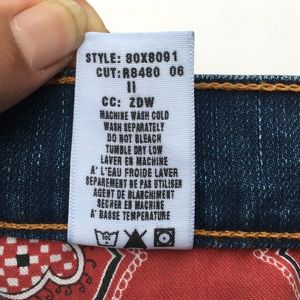 STYLE: 80X8091
CUT:R8480 06
II
CC: ZDW
MACHINE WASH COLD
WASH SEPARATELY
DO NOT BLEACH
TUMBLE DRY LOW
LAVER EN MACHINE
A' L'EAU FROIDE LAVER
SEPAREMENT NE PAS UTILISER
AGENT DE BLANCHIMENT
SECHER EN MACHINE
A' BASSE TEMPERATURE